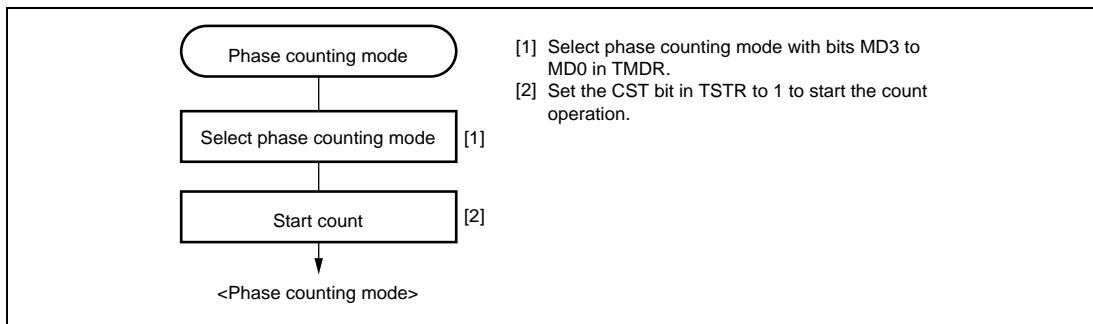 Phase counting mode
Select phase counting mode [1]
Start count [2]
<Phase counting mode>
[1] Select phase counting mode with bits MD3 to
MD0 in TMDR.
[2] Set the CST bit in TSTR to 1 to start the count
operation.